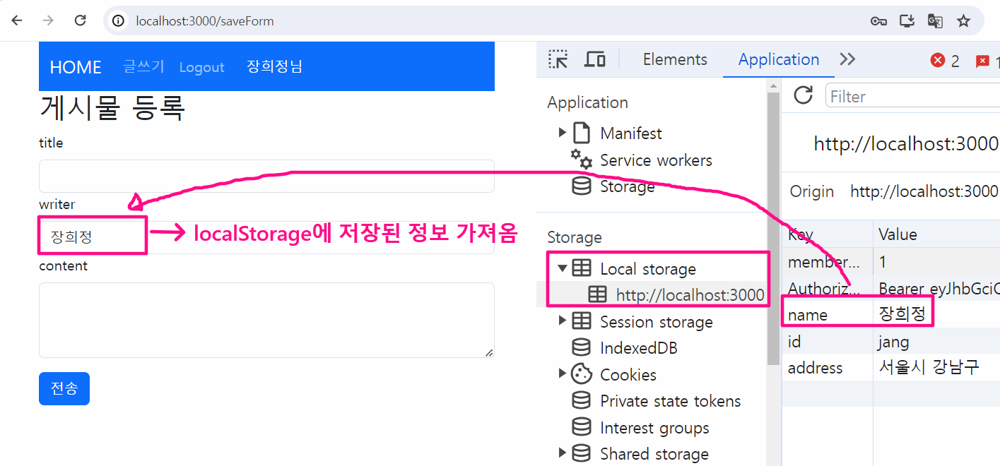 localhost:3000/saveForm
HOME 글쓰기 Logout 장희정님
게시물 등록
title
writer
장희정
localStorage에 저장된 정보 가져옴
content
전송
Elements Application 2 1
Application
Manifest
Service workers
Storage
Storage
Local storage
http://localhost:3000
Session storage
IndexedDB
Cookies
Private state tokens
Interest groups
Shared storage
Filter
http://localhost:3000
Origin http://localhost:3000
Key Value
member... 1
Authoriz... Bearer eyJhbGciO
name 장희정
id jang
address 서울시 강남구